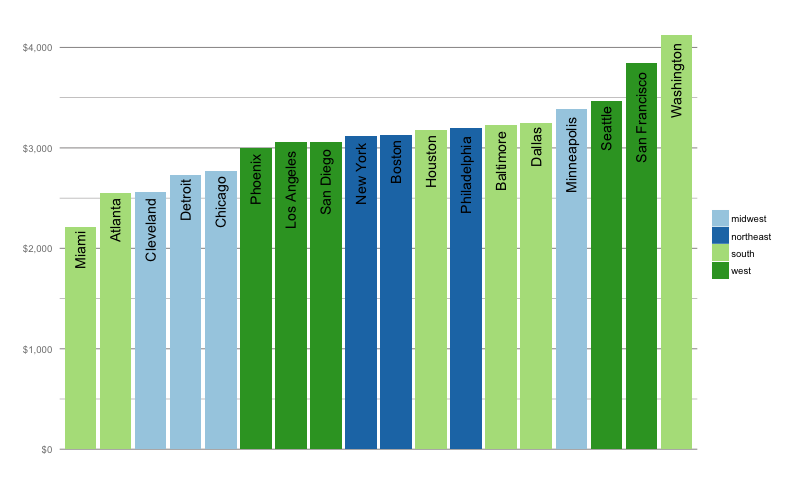 $4,000
$3,000
$2,000
$1,000
$0
Miami
Atlanta
Cleveland
Detroit
Chicago
Phoenix
Los Angeles
San Diego
New York
Boston
Houston
Philadelphia
Baltimore
Dallas
Minneapolis
Seattle
San Francisco
Washington
midwest
northeast
south
west